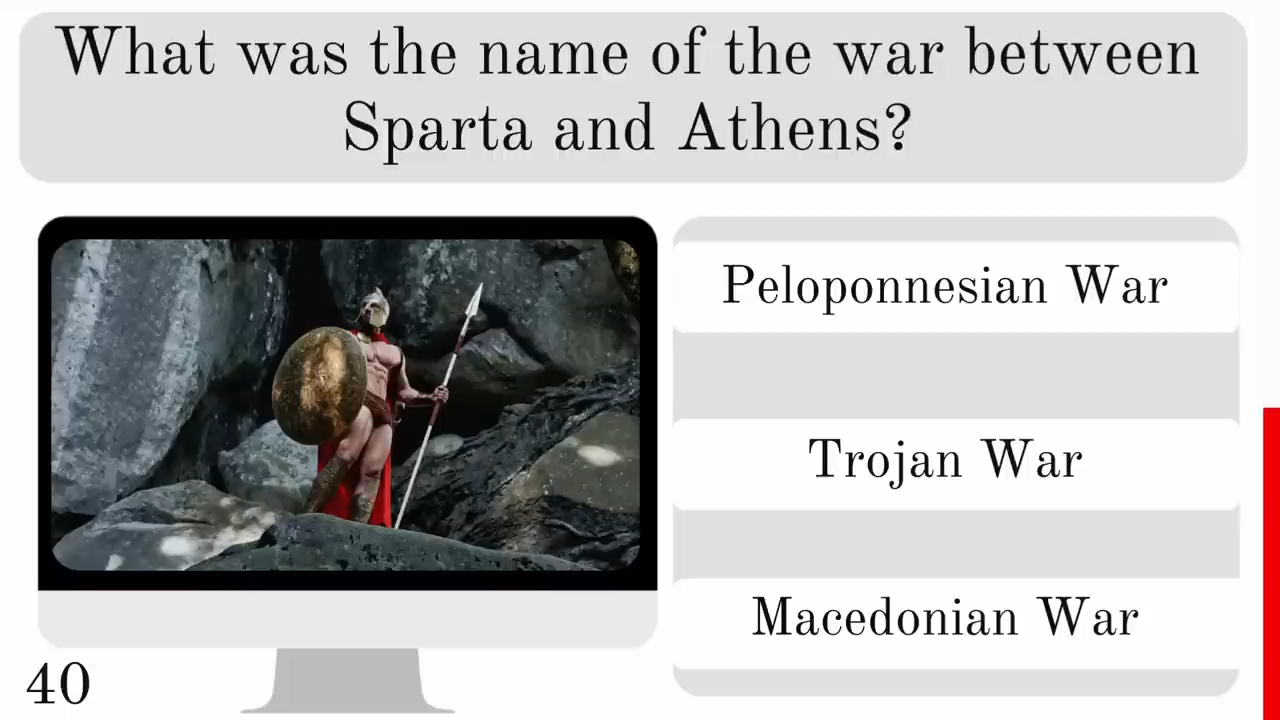 What was the name of the war between
Sparta and Athens?
Peloponnesian War
Trojan War
Macedonian War
40